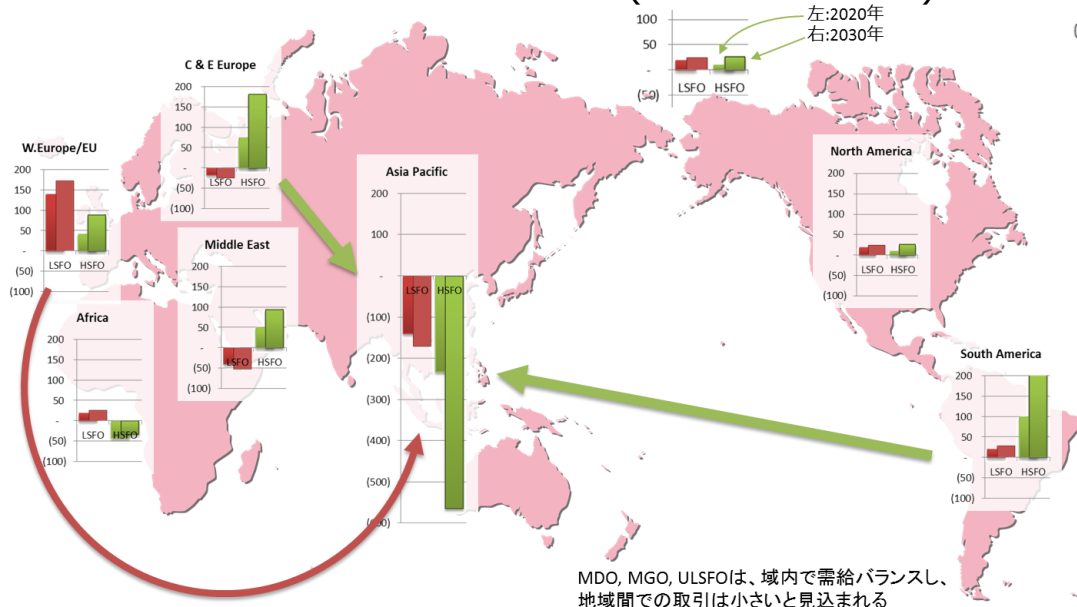 100
50
-
(50)
LSFO HSFO
左:2020年
右:2030年
C & E Europe
200
150
100
50
-
(50)
(100)
LSFO HSFO
W.Europe/EU
200
150
100
50
-
(50)
(100)
LSFO HSFO
Middle East
200
150
100
50
-
(50)
(100)
LSFO HSFO
Africa
200
150
100
50
-
(50)
(100)
LSFO HSFO
Asia Pacific
200
100
-
(100)
(200)
(300)
(400)
(500)
(600)
LSFO HSFO
North America
200
150
100
50
-
(50)
(100)
LSFO HSFO
South America
200
150
100
50
-
(50)
(100)
LSFO HSFO
MDO, MGO, ULSFOは、域内で需給バランスし、
地域間での取引は小さいと見込まれる